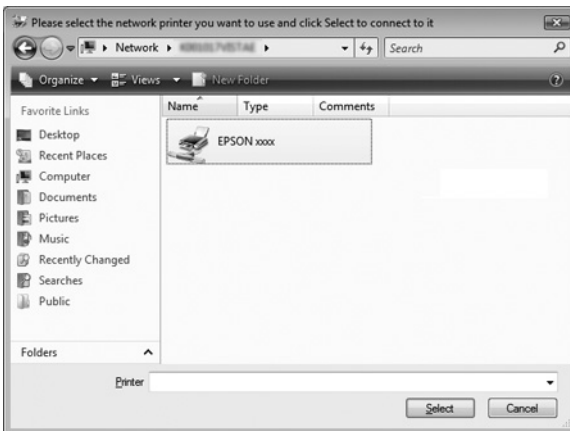 Please select the network printer you want to use and click Select to connect to it
Network
Search
Organize Views New Folder
Favorite Links
Desktop
Recent Places
Computer
Documents
Pictures
Music
Recently Changed
Searches
Public
Folders
Name Type Comments
EPSON xxxx
Printer
Select Cancel